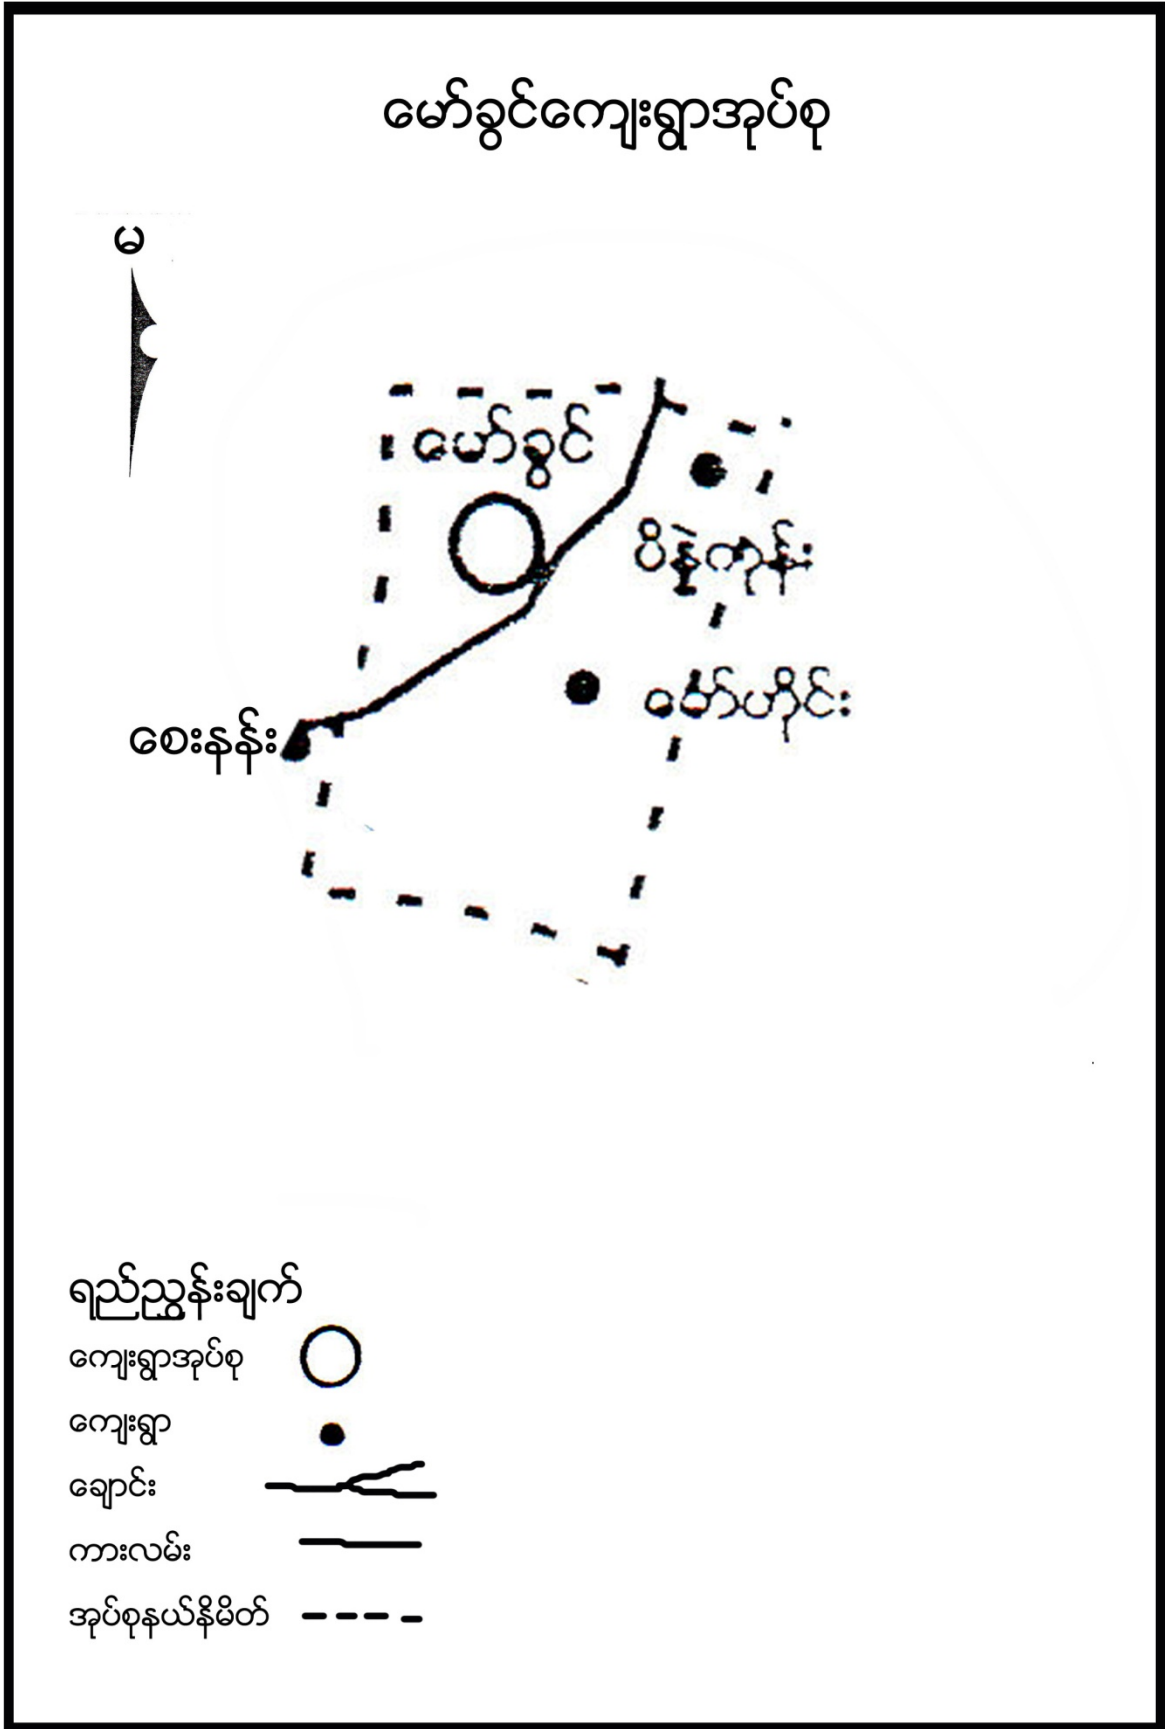 မော်ခွင်ကျေးရွာအုပ်စု
မ
မော်ခွင်
ပိန္နဲကုန်း
မော်ဟိုင်း
စေးနန်း
ရည်ညွှန်းချက်
ကျေးရွာအုပ်စု
ကျေးရွာ
ချောင်း
ကားလမ်း
အုပ်စုနယ်နိမိတ်